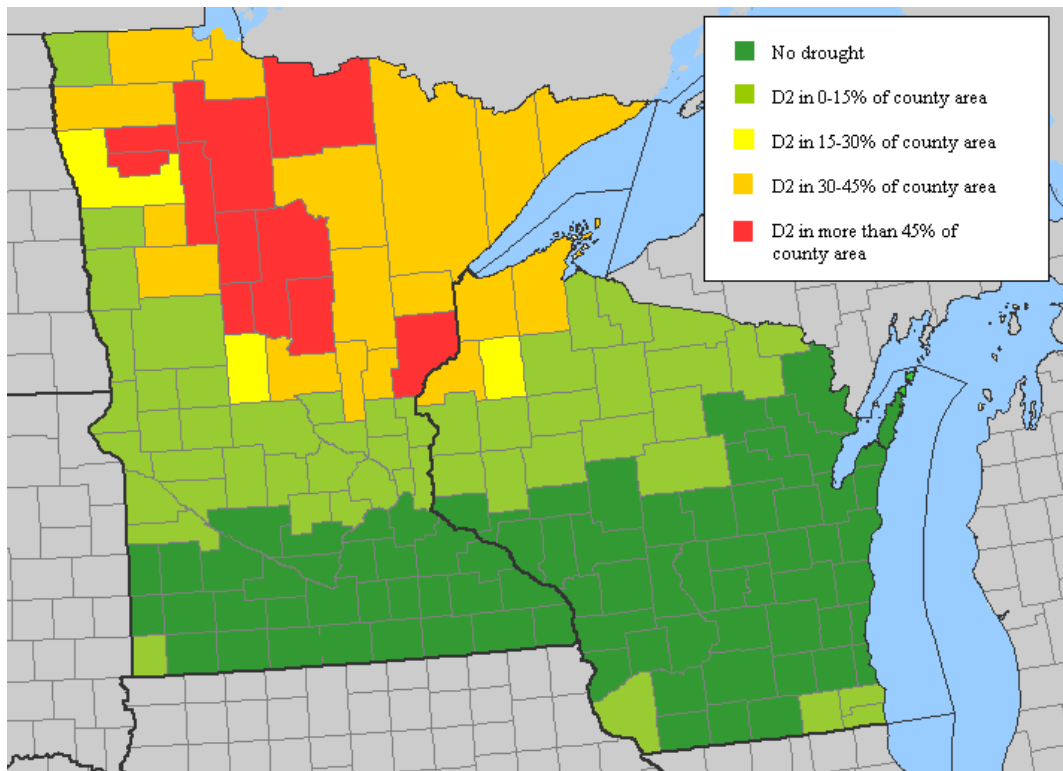 No drought
D2 in 0-15% of county area
D2 in 15-30% of county area
D2 in 30-45% of county area
D2 in more than 45% of
county area